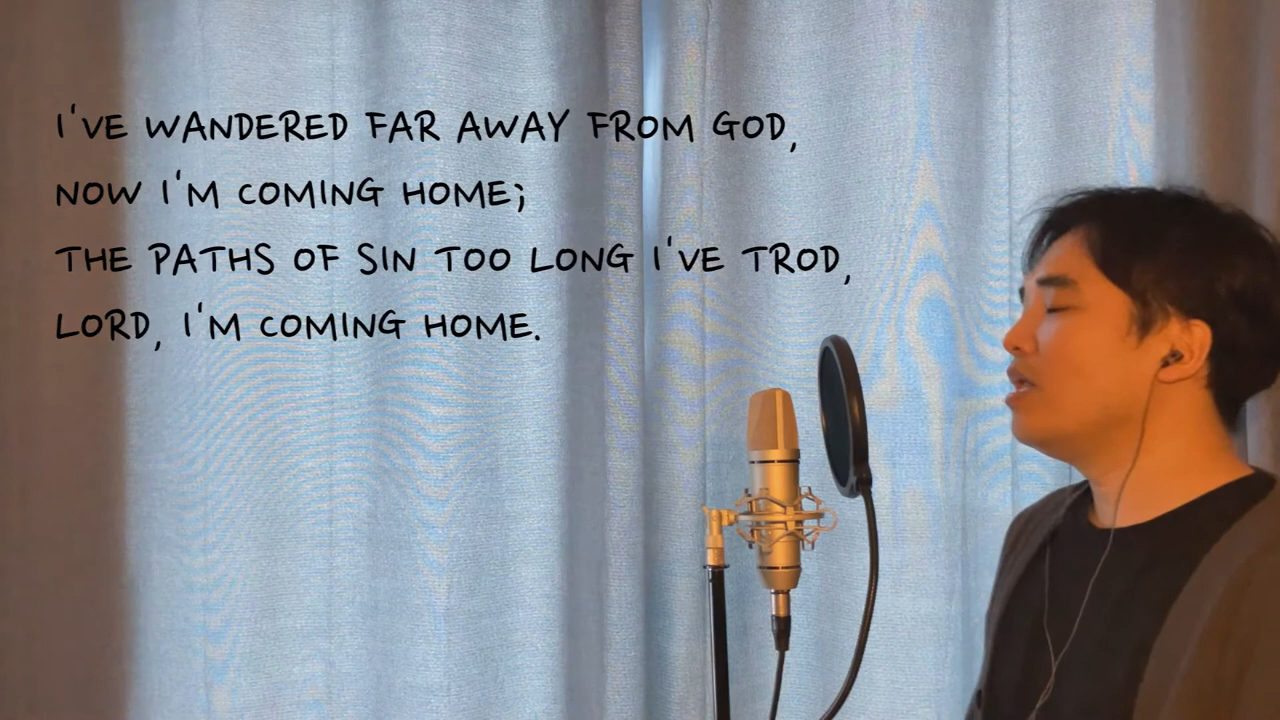 I'VE WANDERED FAR AWAY FROM GOD,
NOW I'M COMING HOME;
THE PATHS OF SIN TOO LONG I'VE TROD,
LORD, I'M COMING HOME.